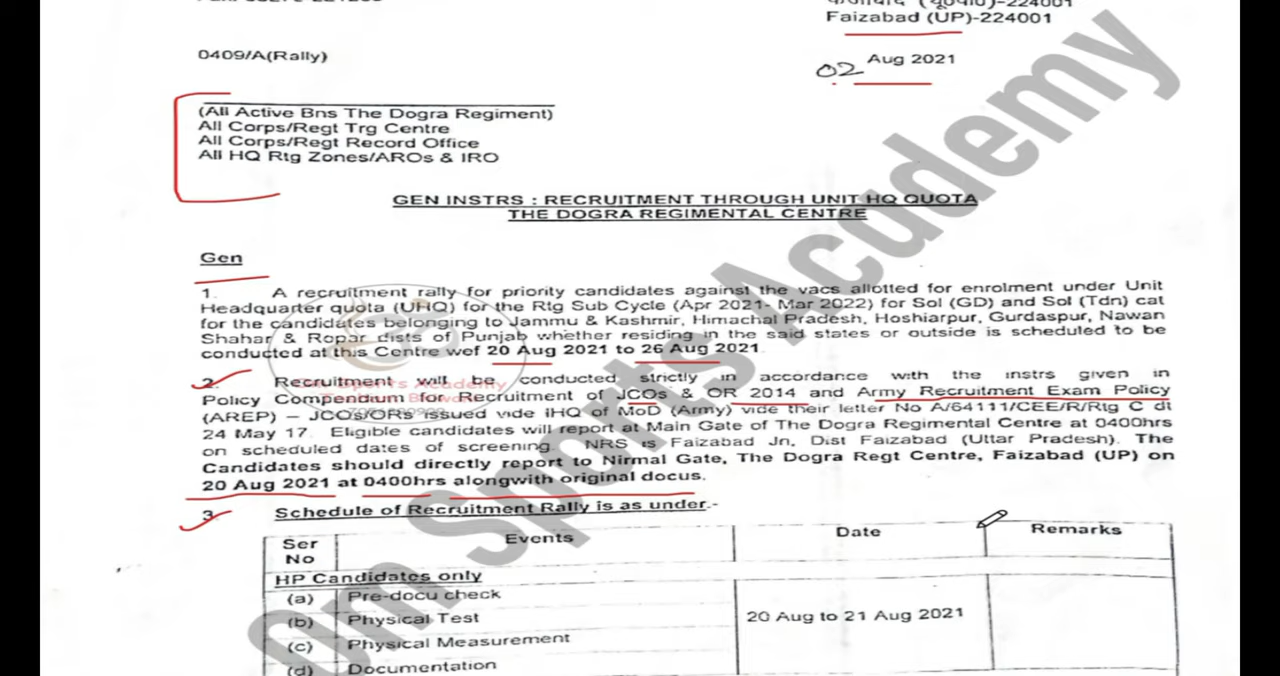 Faizabad (UP)-224001
0409/A(Rally)
02 Aug 2021
(All Active Bns The Dogra Regiment)
All Corps/Regt Trg Centre
All Corps/Regt Record Office
All HQ Rtg Zones/AROs & IRO
GEN INSTRS : RECRUITMENT THROUGH UNIT HQ QUOTA
THE DOGRA REGIMENTAL CENTRE
Gen
1. A recruitment rally for priority candidates against the vacs allotted for enrolment under Unit
Headquarter quota (UHQ) for the Rtg Sub Cycle (Apr 2021- Mar 2022) for Sol (GD) and Sol (Tdn) cat
for the candidates belonging to Jammu & Kashmir, Himachal Pradesh, Hoshiarpur, Gurdaspur, Nawan
Shahar & Ropar dists of Punjab whether residing in the said states or outside is scheduled to be
conducted at this Centre wef 20 Aug 2021 to 26 Aug 2021.
2. Recruitment will be conducted strictly in accordance with the instrs given in
Policy Compendium for Recruitment of JCOs & OR 2014 and Army Recruitment Exam Policy
(AREP) – JCOs/ORs issued vide IHQ of MoD (Army) vide their letter No A/64111/CEE/R/Rtg C dt
24 May 17. Eligible candidates will report at Main Gate of The Dogra Regimental Centre at 0400hrs
on scheduled dates of screening. NRS is Faizabad Jn, Dist Faizabad (Uttar Pradesh). The
Candidates should directly report to Nirmal Gate, The Dogra Regt Centre, Faizabad (UP) on
20 Aug 2021 at 0400hrs alongwith original docus.
3. Schedule of Recruitment Rally is as under.-
Ser No Events Date Remarks
HP Candidates only
(a) Pre-docu check
(b) Physical Test 20 Aug to 21 Aug 2021
(c) Physical Measurement
(d) Documentation
Om Sports Academy